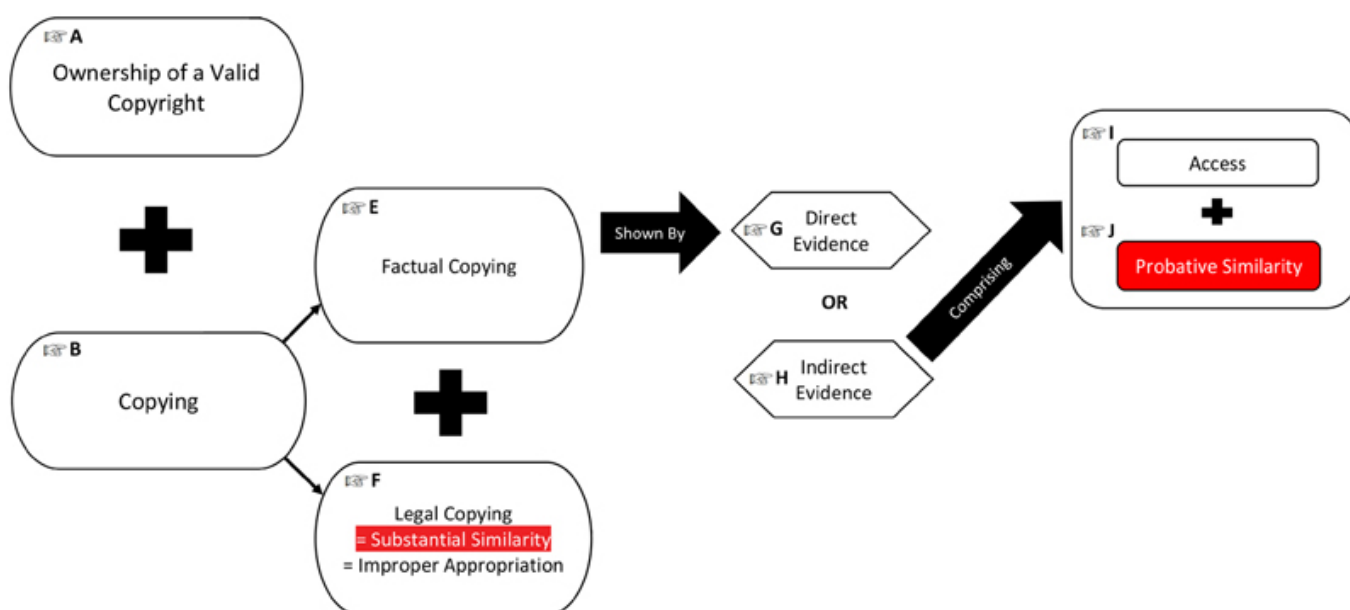 ☞ A
Ownership of a Valid
Copyright
☞ B
Copying
☞ E
Factual Copying
☞ F
Legal Copying
= Substantial Similarity
= Improper Appropriation
Shown By
☞ G Direct
Evidence
OR
☞ H Indirect
Evidence
Comprising
☞ I
Access
☞ J
Probative Similarity